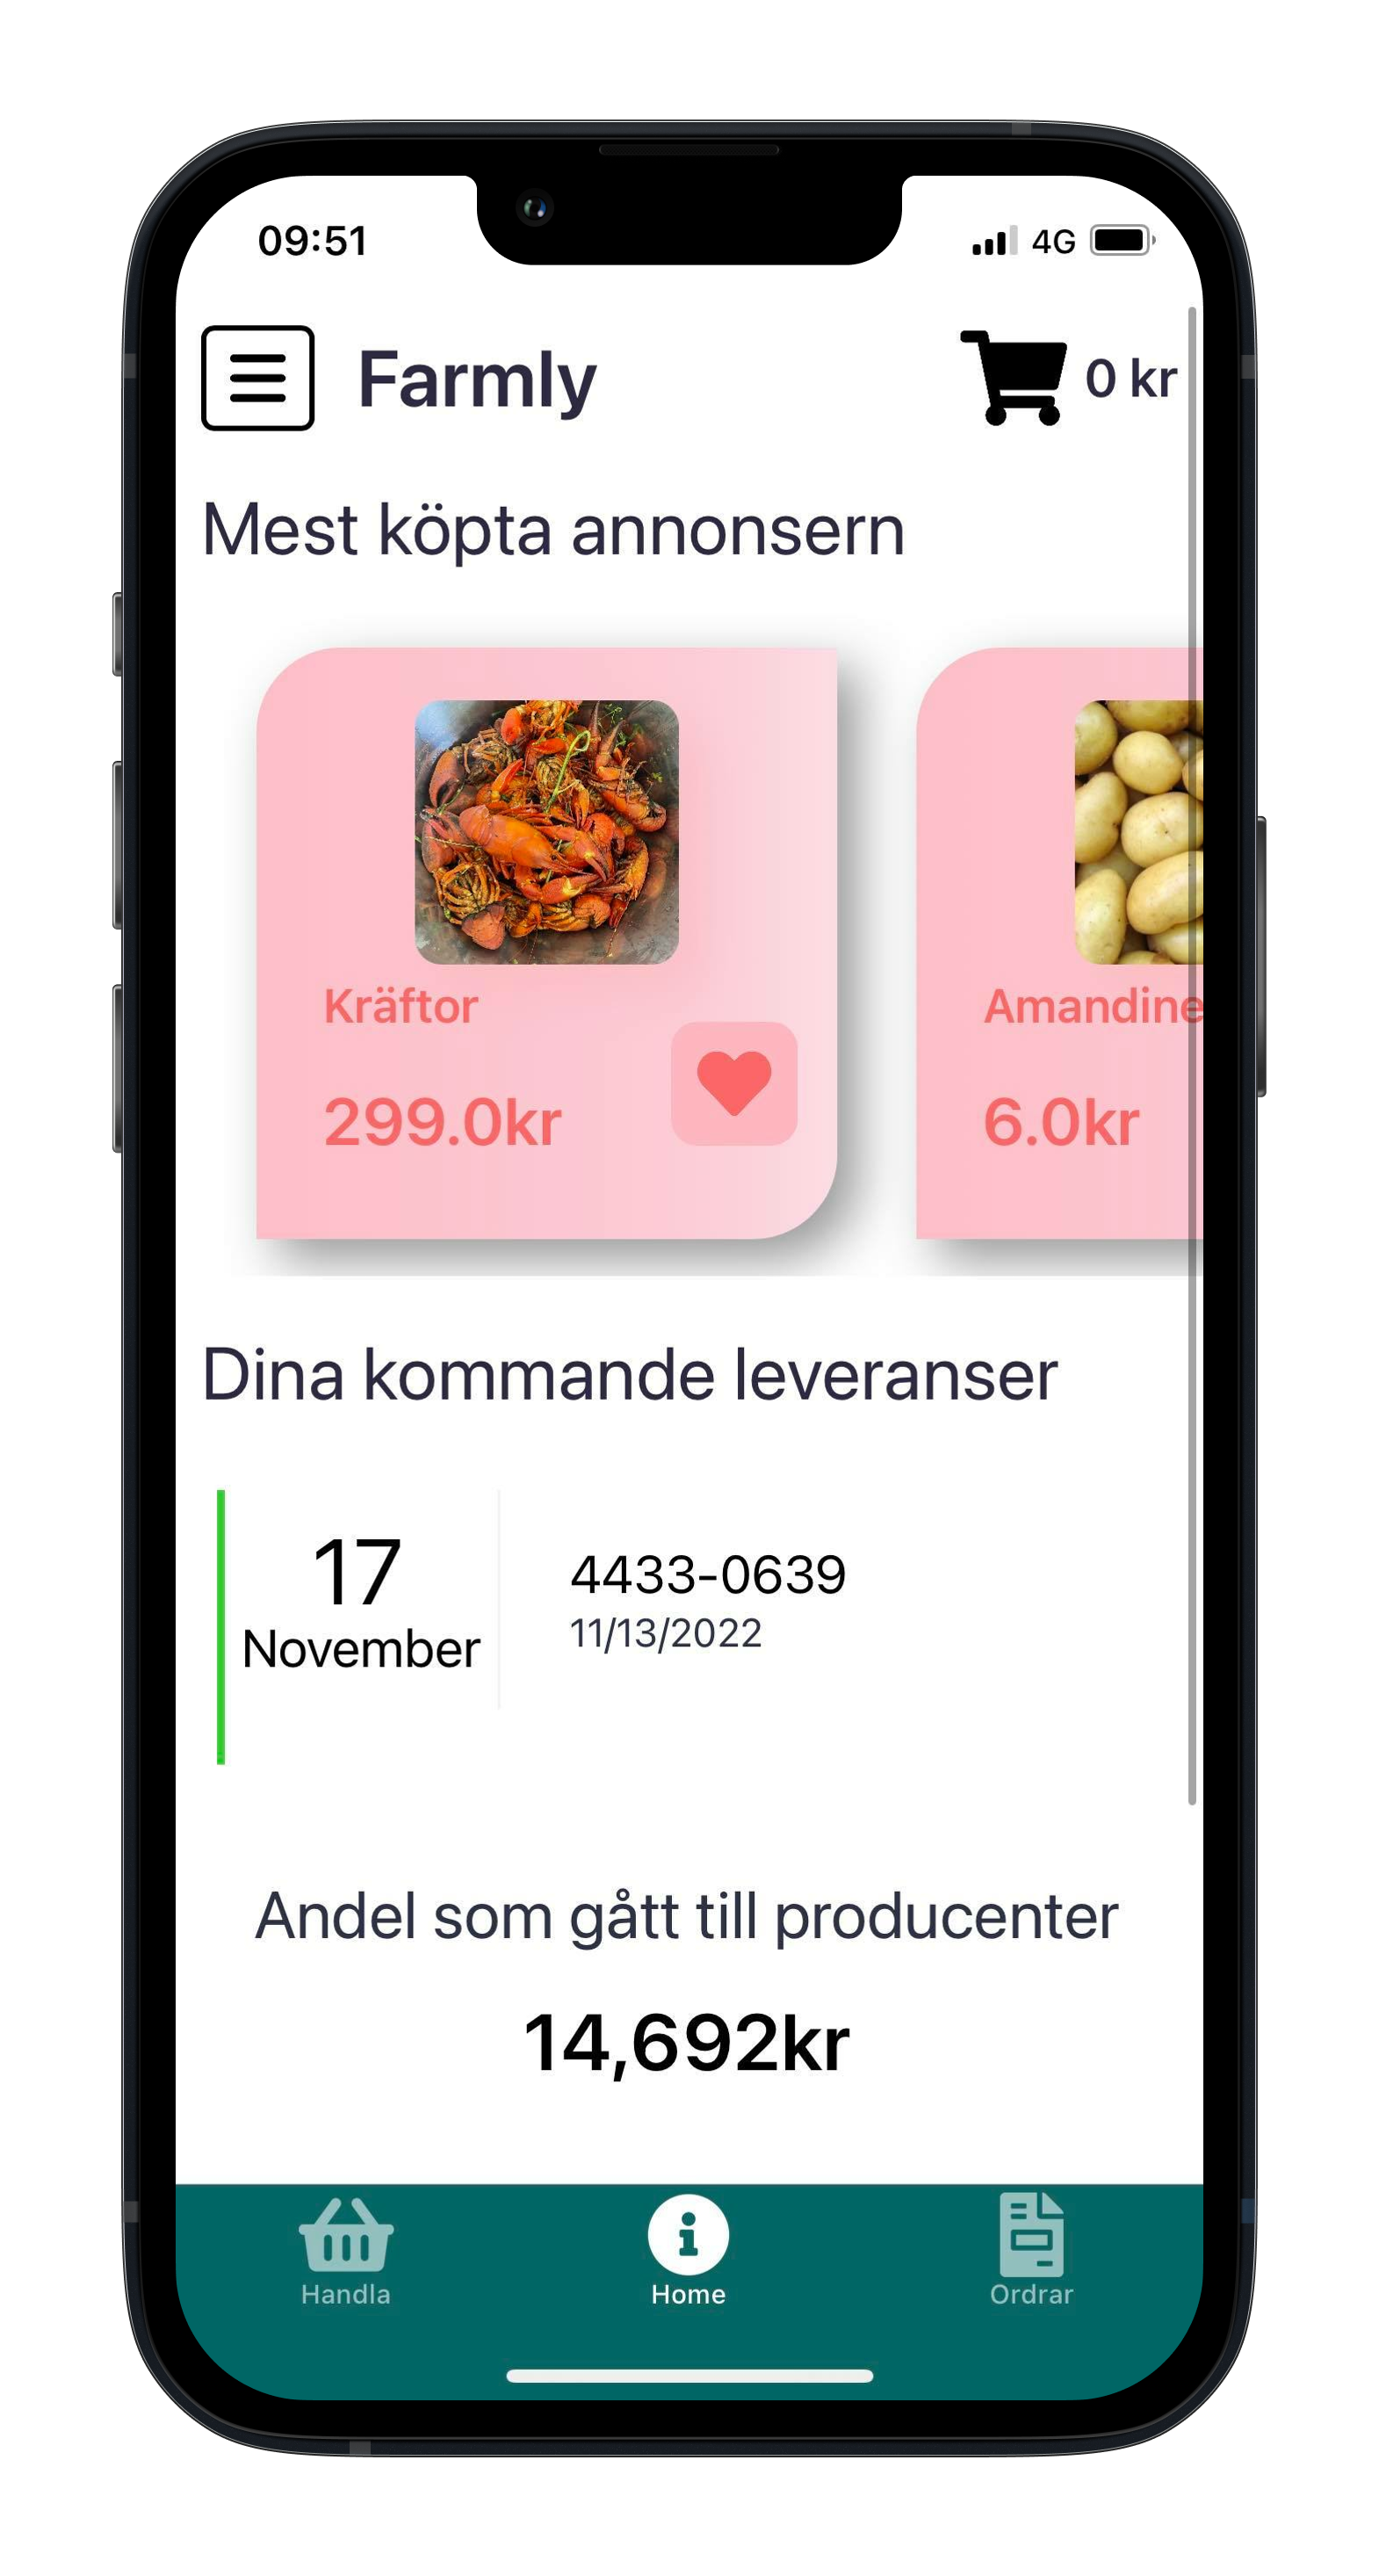 09:51
4G
Farmly
0 kr
Mest köpta annonsern
Kräftor
299.0kr
Amandine
6.0kr
Dina kommande leveranser
17
November
4433-0639
11/13/2022
Andel som gått till producenter
14,692kr
Handla
Home
Ordrar